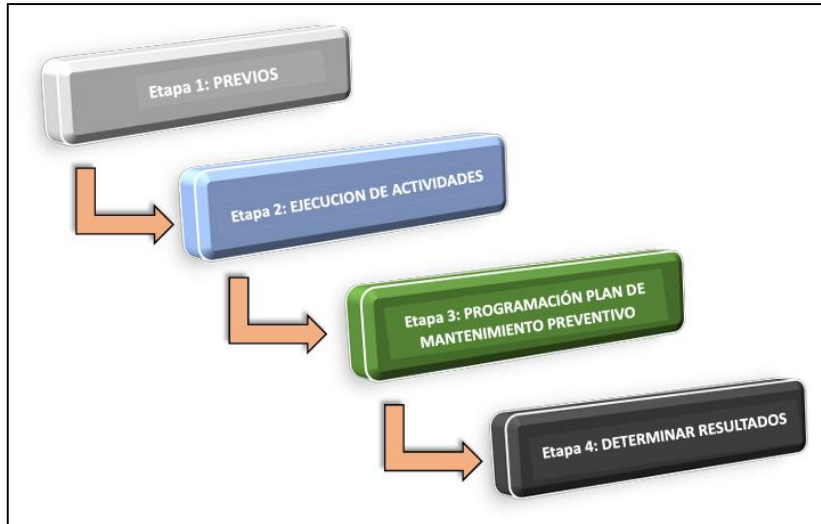 Etapa 1: PREVIOS
Etapa 2: EJECUCION DE ACTIVIDADES
Etapa 3: PROGRAMACIÓN PLAN DE
MANTENIMIENTO PREVENTIVO
Etapa 4: DETERMINAR RESULTADOS